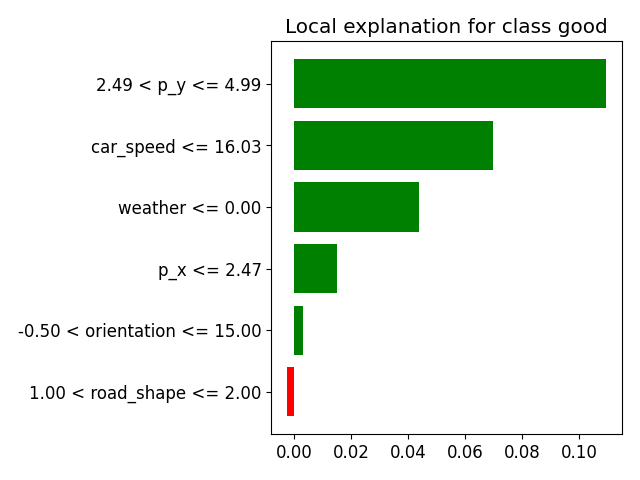 Local explanation for class good
2.49 < p_y <= 4.99
car_speed <= 16.03
weather <= 0.00
p_x <= 2.47
-0.50 < orientation <= 15.00
1.00 < road_shape <= 2.00
0.00 0.02 0.04 0.06 0.08 0.10